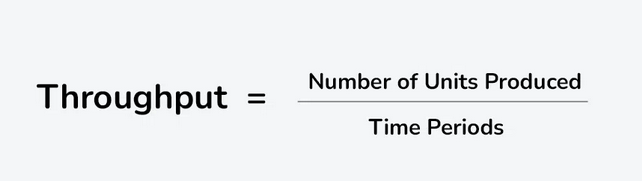 Throughput = Number of Units Produced
Time Periods